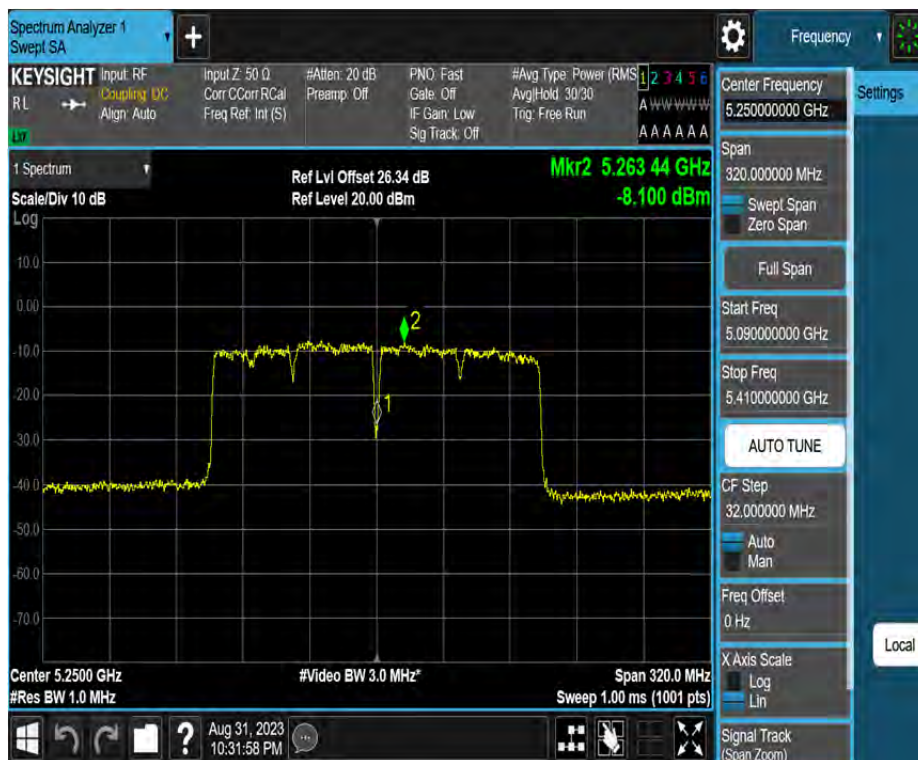 Spectrum Analyzer 1
Swept SA
Frequency
KEYSIGHT
RL
LXI
Input: RF
Coupling: DC
Align: Auto
Input Z: 50 Ω
Corr CCorr RCal
Freq Ref: Int (S)
#Atten: 20 dB
Preamp: Off
PNO: Fast
Gate: Off
IF Gain: Low
Sig Track: Off
#Avg Type: Power (RMS
Avg|Hold: 30/30
Trig: Free Run
1 2 3 4 5 6
A W W W W W
A A A A A A
1 Spectrum
Scale/Div 10 dB
Log
Ref Lvl Offset 26.34 dB
Ref Level 20.00 dBm
Mkr2 5.263 44 GHz
-8.100 dBm
10.0
0.00
-10.0
-20.0
-30.0
-40.0
-50.0
-60.0
-70.0
2
1
Center 5.2500 GHz
#Res BW 1.0 MHz
#Video BW 3.0 MHz*
Span 320.0 MHz
Sweep 1.00 ms (1001 pts)
Aug 31, 2023
10:31:58 PM
?
Center Frequency
5.250000000 GHz
Settings
Span
320.000000 MHz
Swept Span
Zero Span
Full Span
Start Freq
5.090000000 GHz
Stop Freq
5.410000000 GHz
AUTO TUNE
CF Step
32.000000 MHz
Auto
Man
Freq Offset
0 Hz
Local
X Axis Scale
Log
Lin
Signal Track
(Span Zoom)